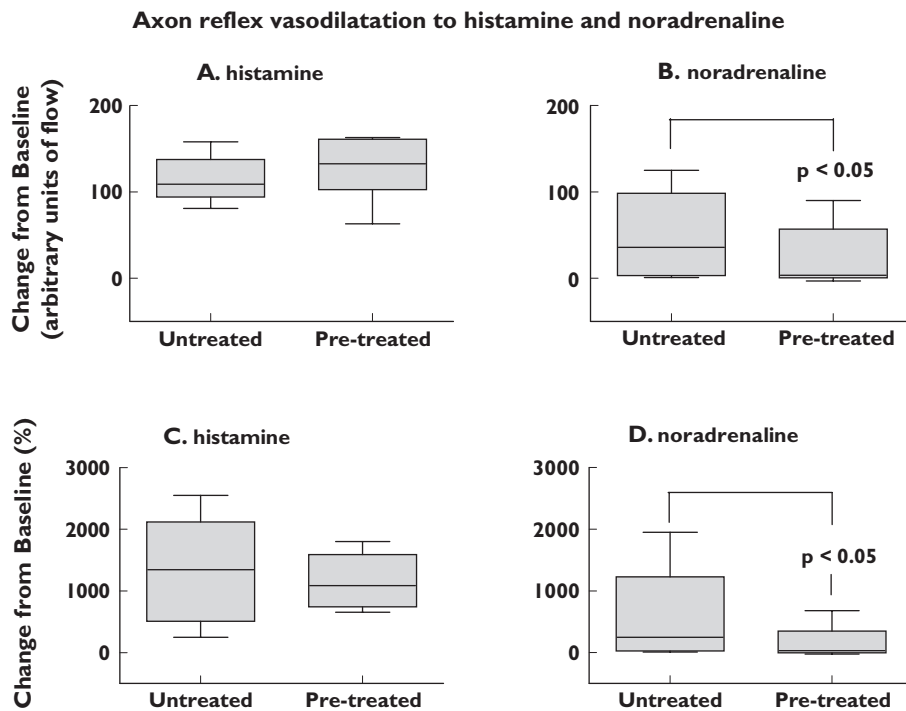 Axon reflex vasodilatation to histamine and noradrenaline
A. histamine
Change from Baseline
(arbitrary units of flow)
200
100
0
Untreated
Pre-treated
B. noradrenaline
200
100
0
p < 0.05
Untreated
Pre-treated
C. histamine
Change from Baseline (%)
3000
2000
1000
0
Untreated
Pre-treated
D. noradrenaline
3000
2000
1000
0
p < 0.05
Untreated
Pre-treated